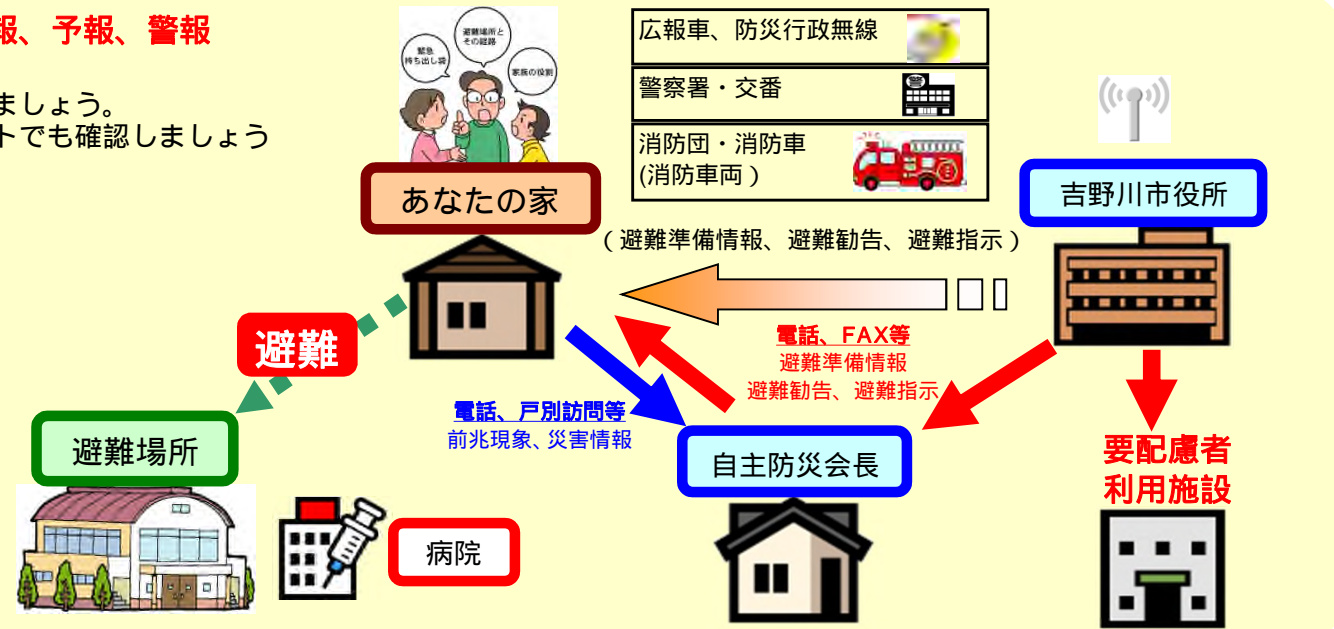 報、予報、警報
ましょう。
トでも確認しましょう
緊急
持ち出し袋
避難場所と
その経路
家族の役割
広報車、防災行政無線
警察署・交番
警
消防団・消防車
(消防車両)
あなたの家
吉野川市役所
(避難準備情報、避難勧告、避難指示)
避難
電話、FAX等
避難準備情報
避難勧告、避難指示
電話、戸別訪問等
前兆現象、災害情報
避難場所
自主防災会長
要配慮者
利用施設
病院